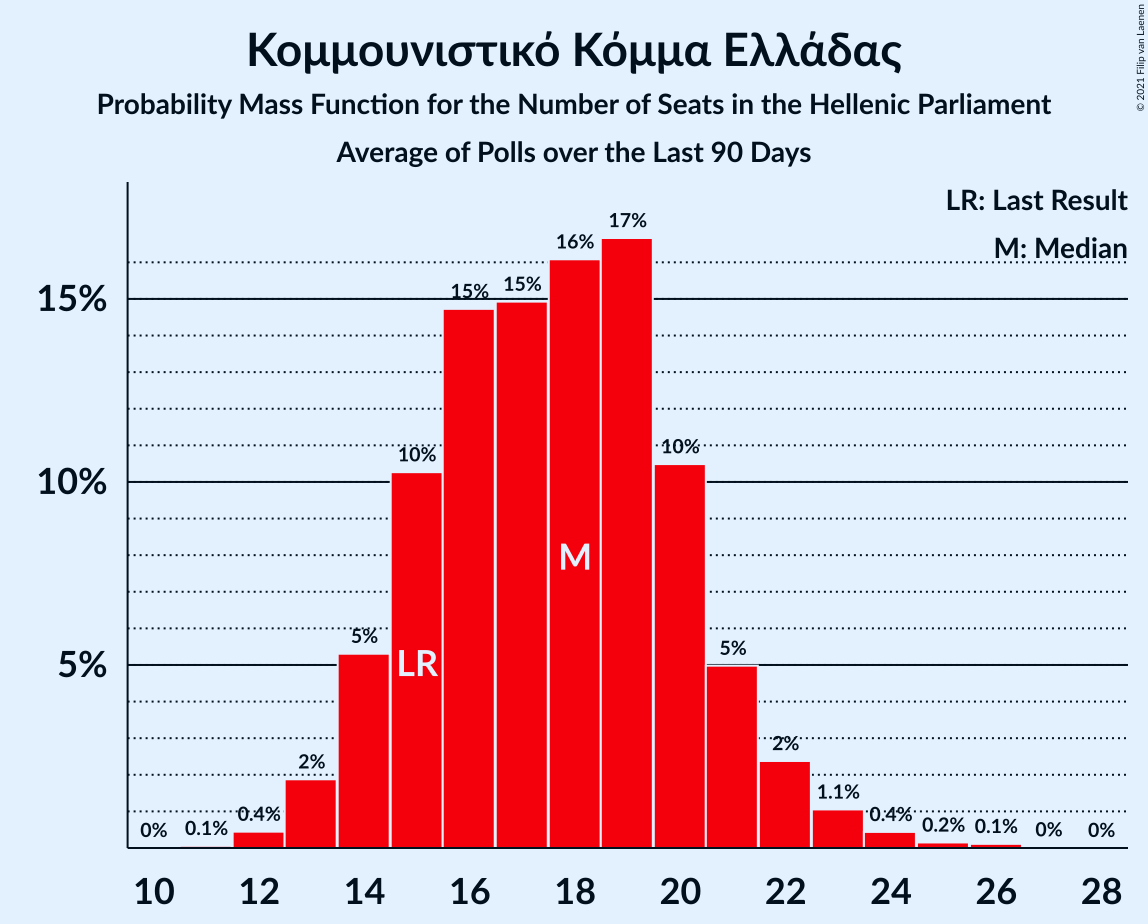 Κομμουνιστικό Κόμμα Ελλάδας
Probability Mass Function for the Number of Seats in the Hellenic Parliament
Average of Polls over the Last 90 Days
© 2021 Filip van Laenen
LR: Last Result
M: Median
17%
16%
15%
15%
15%
10%
10%
10%
M
5%
5%
5%
LR
2%
2%
1.1%
0%
0.1%
0.4%
0.4%
0.2%
0.1%
0%
0%
10 12 14 16 18 20 22 24 26 28